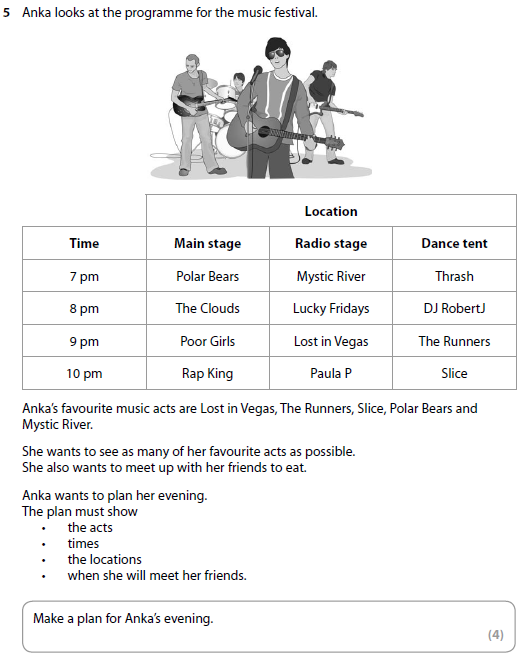 5 Anka looks at the programme for the music festival.
Location
Time Main stage Radio stage Dance tent
7 pm Polar Bears Mystic River Thrash
8 pm The Clouds Lucky Fridays DJ RobertJ
9 pm Poor Girls Lost in Vegas The Runners
10 pm Rap King Paula P Slice
Anka's favourite music acts are Lost in Vegas, The Runners, Slice, Polar Bears and
Mystic River.
She wants to see as many of her favourite acts as possible.
She also wants to meet up with her friends to eat.
Anka wants to plan her evening.
The plan must show
• the acts
• times
• the locations
• when she will meet her friends.
Make a plan for Anka's evening.
(4)